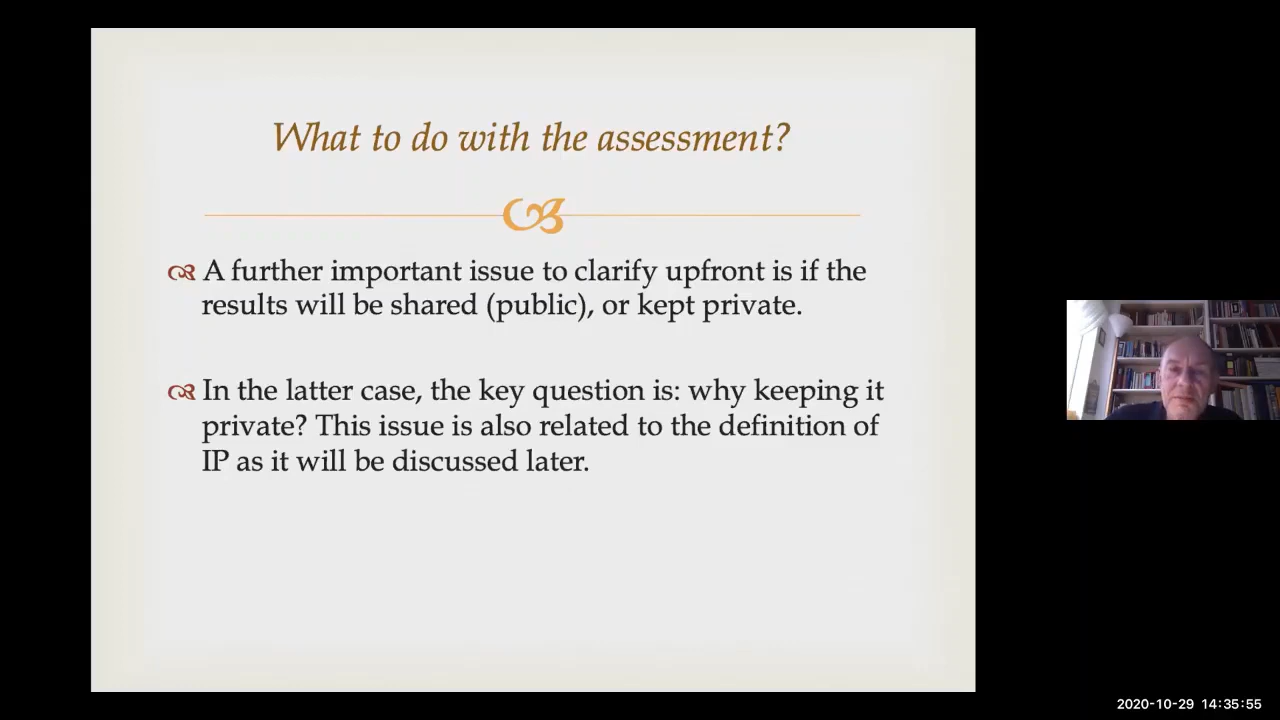 What to do with the assessment?
A further important issue to clarify upfront is if the
results will be shared (public), or kept private.
In the latter case, the key question is: why keeping it
private? This issue is also related to the definition of
IP as it will be discussed later.
2020-10-29 14:35:55